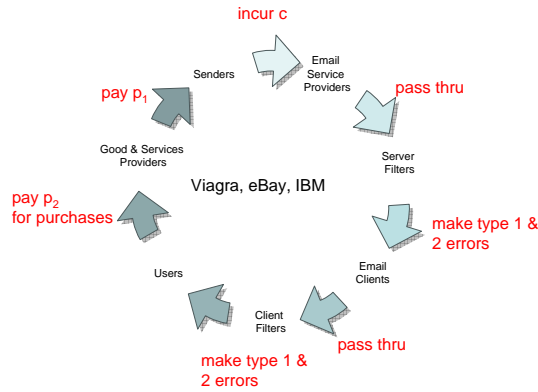 incur c
Senders
Email
Service
Providers
pass thru
pay p1
Good & Services
Providers
Server
Filters
Viagra, eBay, IBM
pay p2
for purchases
make type 1 &
2 errors
Users
Email
Clients
Client
Filters
pass thru
make type 1 &
2 errors